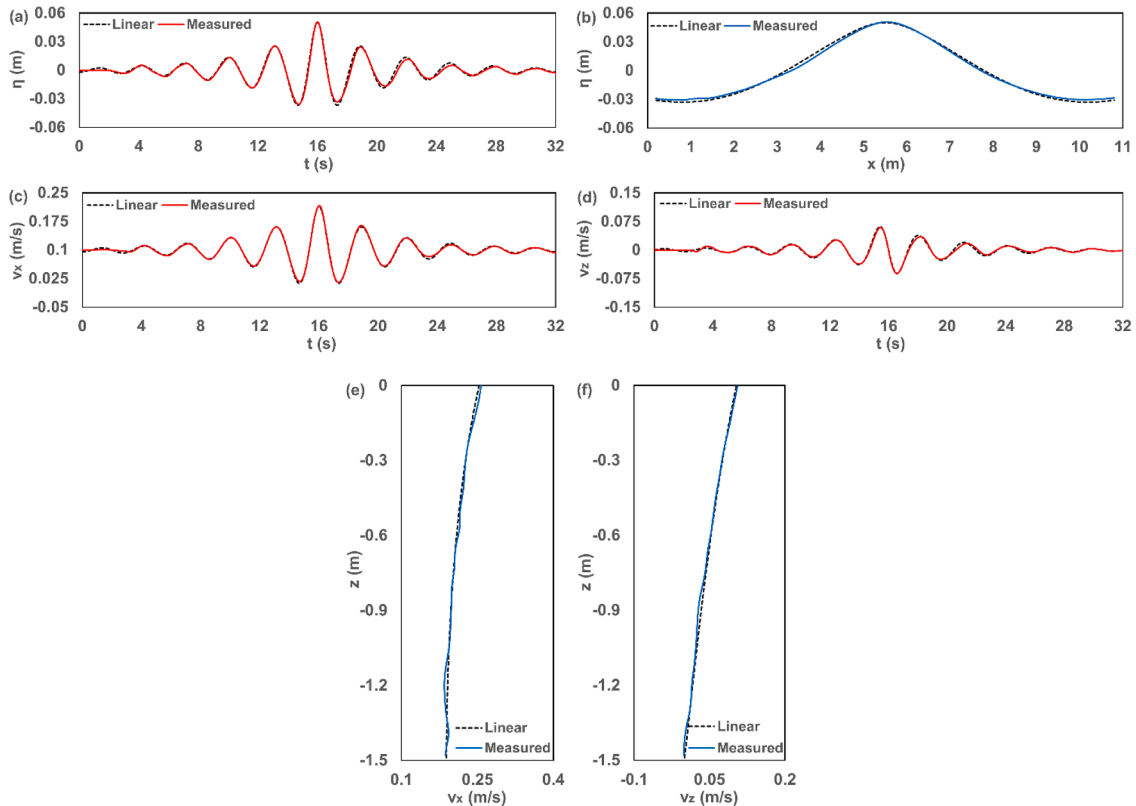 (a)
Linear Measured
η (m)
0.06
0.03
0
-0.03
-0.06
0 4 8 12 16 20 24 28 32
t (s)
(b)
Linear Measured
η (m)
0.06
0.03
0
-0.03
-0.06
0 1 2 3 4 5 6 7 8 9 10 11
x (m)
(c)
Linear Measured
vx (m/s)
0.25
0.175
0.1
0.025
-0.05
0 4 8 12 16 20 24 28 32
t (s)
(d)
Linear Measured
vz (m/s)
0.15
0.075
0
-0.075
-0.15
0 4 8 12 16 20 24 28 32
t (s)
(e)
z (m)
0
-0.3
-0.6
-0.9
-1.2
-1.5
Linear
Measured
0.1 0.25 0.4
vx (m/s)
(f)
z (m)
0
-0.3
-0.6
-0.9
-1.2
-1.5
Linear
Measured
-0.1 0.05 0.2
vz (m/s)